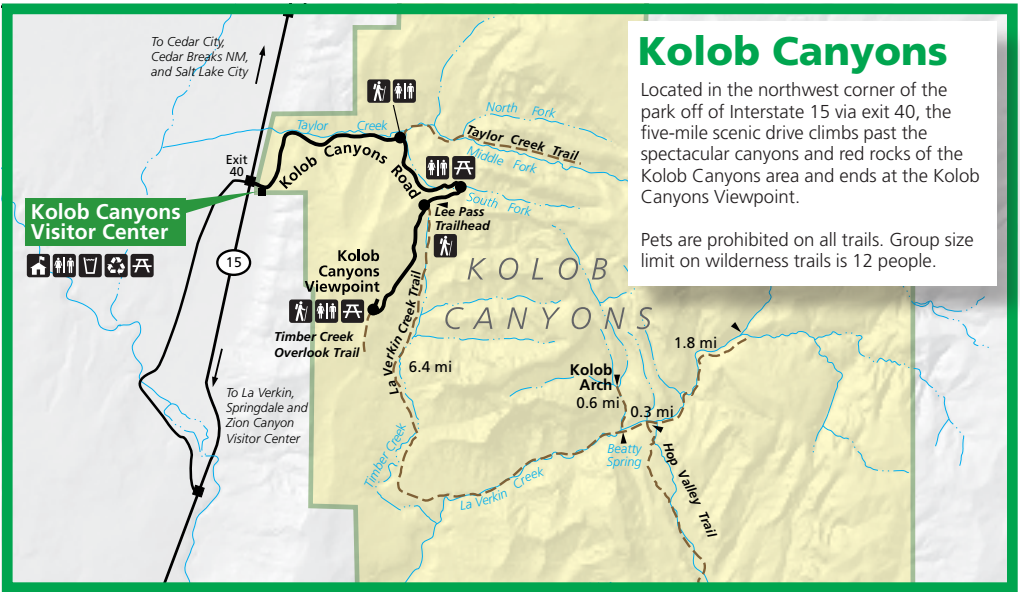 Kolob Canyons
Located in the northwest corner of the
park off of Interstate 15 via exit 40, the
five-mile scenic drive climbs past the
spectacular canyons and red rocks of the
Kolob Canyons area and ends at the Kolob
Canyons Viewpoint.
Pets are prohibited on all trails. Group size
limit on wilderness trails is 12 people.
To Cedar City,
Cedar Breaks NM,
and Salt Lake City
North Fork
Taylor Creek
Taylor Creek Trail
Middle Fork
Exit
40
Kolob Canyons Road
South Fork
Kolob Canyons
Visitor Center
Lee Pass
Trailhead
15
Kolob
Canyons
Viewpoint
KOLOB
CANYONS
Timber Creek
Overlook Trail
La Verkin Creek Trail
6.4 mi
1.8 mi
Kolob
Arch
0.6 mi
0.3 mi
To La Verkin,
Springdale and
Zion Canyon
Visitor Center
Timber Creek
Beatty
Spring
La Verkin Creek
Hop Valley Trail